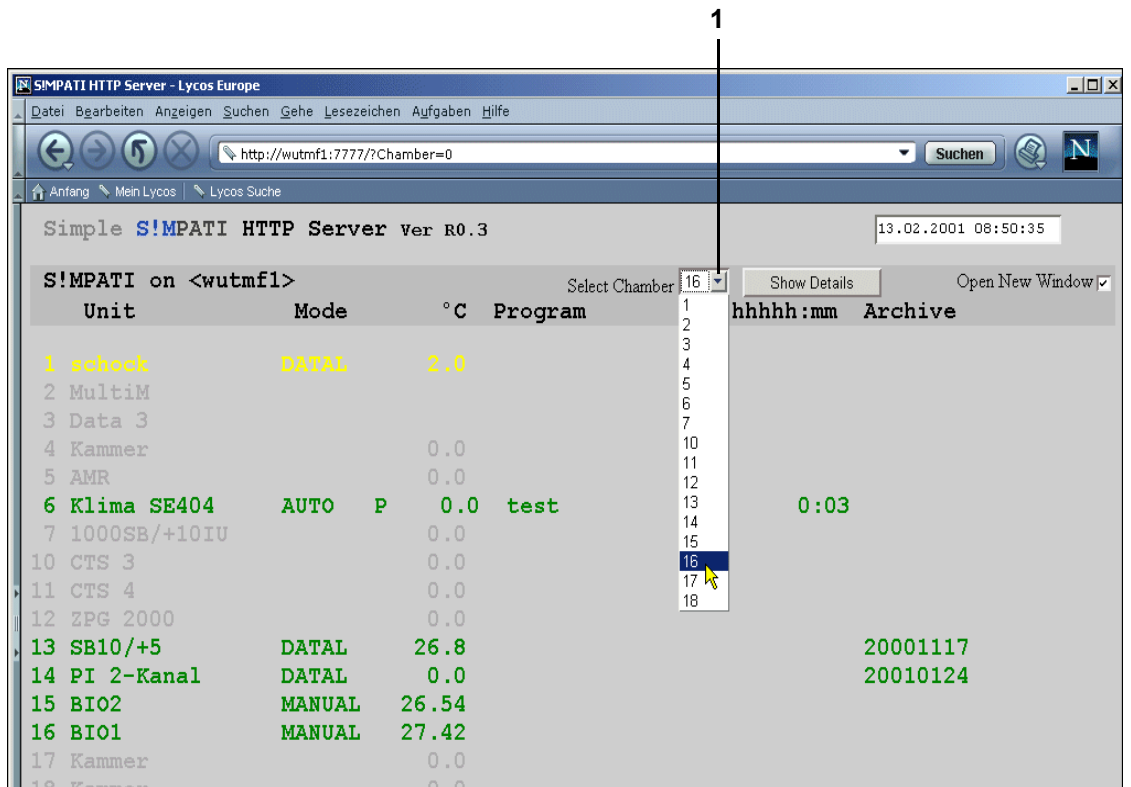 1
S!MPATI HTTP Server - Lycos Europe
Datei Bearbeiten Anzeigen Suchen Gehe Lesezeichen Aufgaben Hilfe
http://wutmf1:7777/?Chamber=0 Suchen N
Anfang Mein Lycos Lycos Suche
Simple S!MPATI HTTP Server Ver R0.3 13.02.2001 08:50:35
S!MPATI on <wutmf1> Select Chamber 16 Show Details Open New Window
Unit Mode °C Program hhhhh:mm Archive
1
2
3
4
5
6
7
10
11
12
13
14
15
16
17
18
1 schock DATAL 2.0
2 MultiM
3 Data 3
4 Kammer 0.0
5 AMR 0.0
6 Klima SE404 AUTO P 0.0 test 0:03
7 1000SB/+10IU 0.0
10 CTS 3 0.0
11 CTS 4 0.0
12 ZPG 2000 0.0
13 SB10/+5 DATAL 26.8 20001117
14 PI 2-Kanal DATAL 0.0 20010124
15 BIO2 MANUAL 26.54
16 BIO1 MANUAL 27.42
17 Kammer 0.0
18 Kammer 0.0